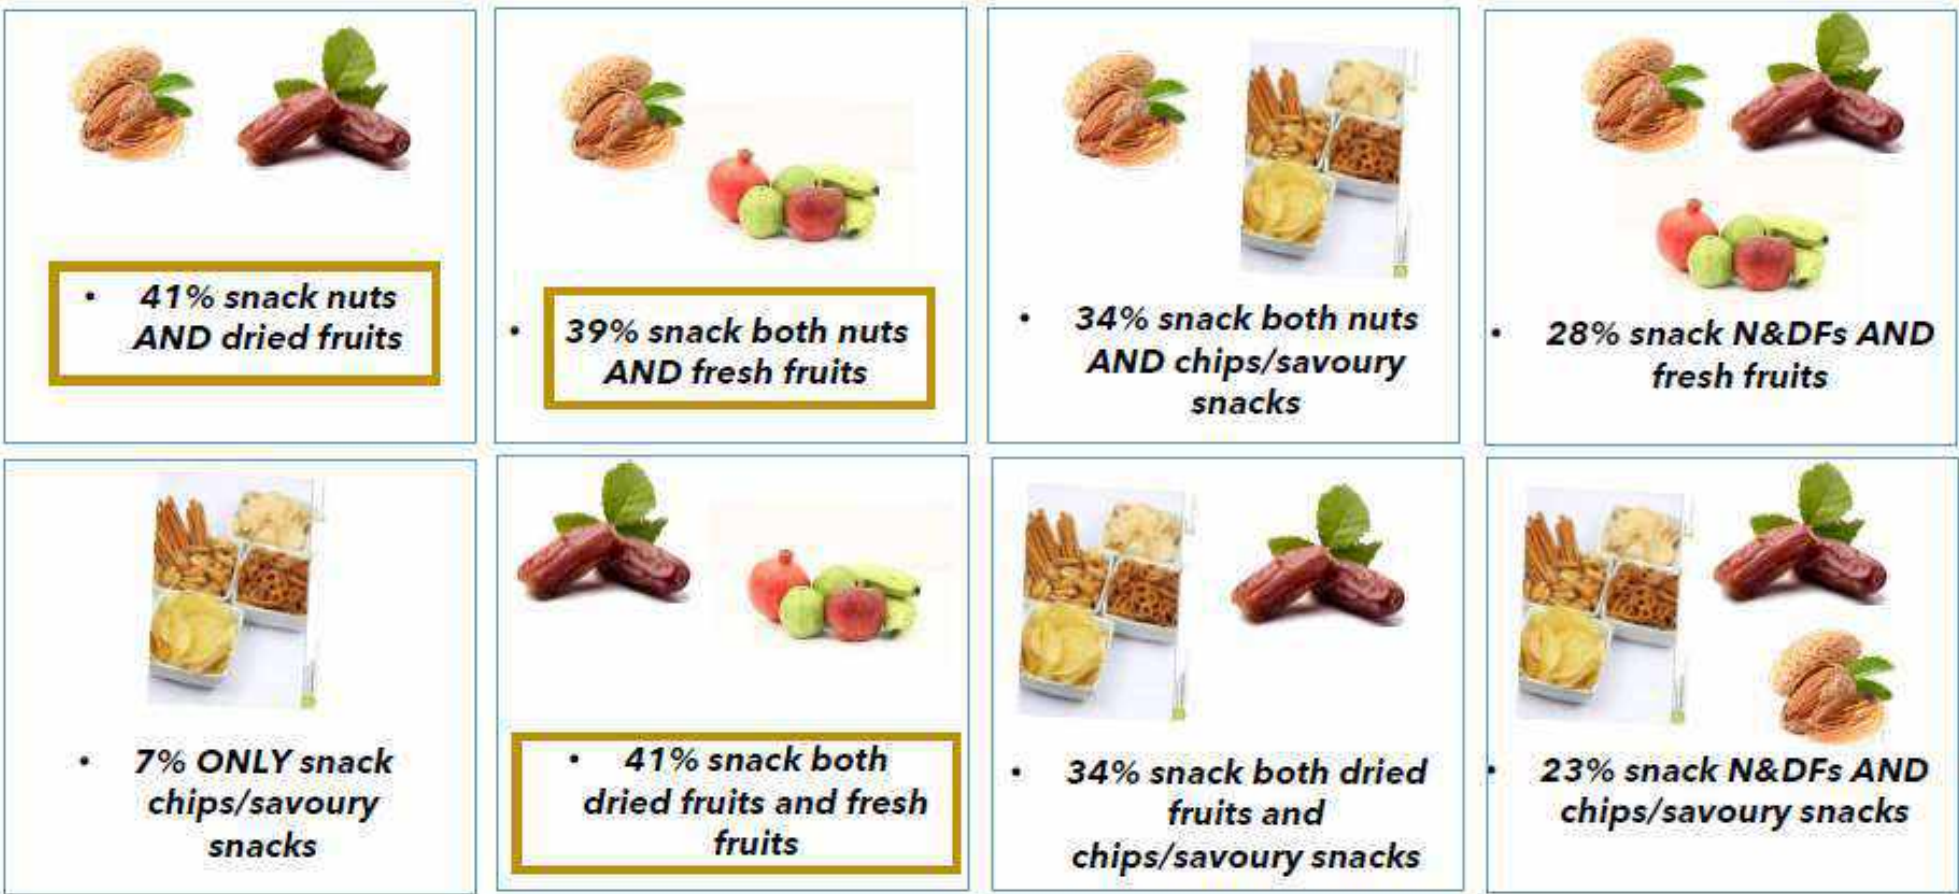 • 41% snack nuts
AND dried fruits
• 39% snack both nuts
AND fresh fruits
• 34% snack both nuts
AND chips/savoury
snacks
• 28% snack N&DFs AND
fresh fruits
• 7% ONLY snack
chips/savoury
snacks
• 41% snack both
dried fruits and fresh
fruits
• 34% snack both dried
fruits and
chips/savoury snacks
• 23% snack N&DFs AND
chips/savoury snacks